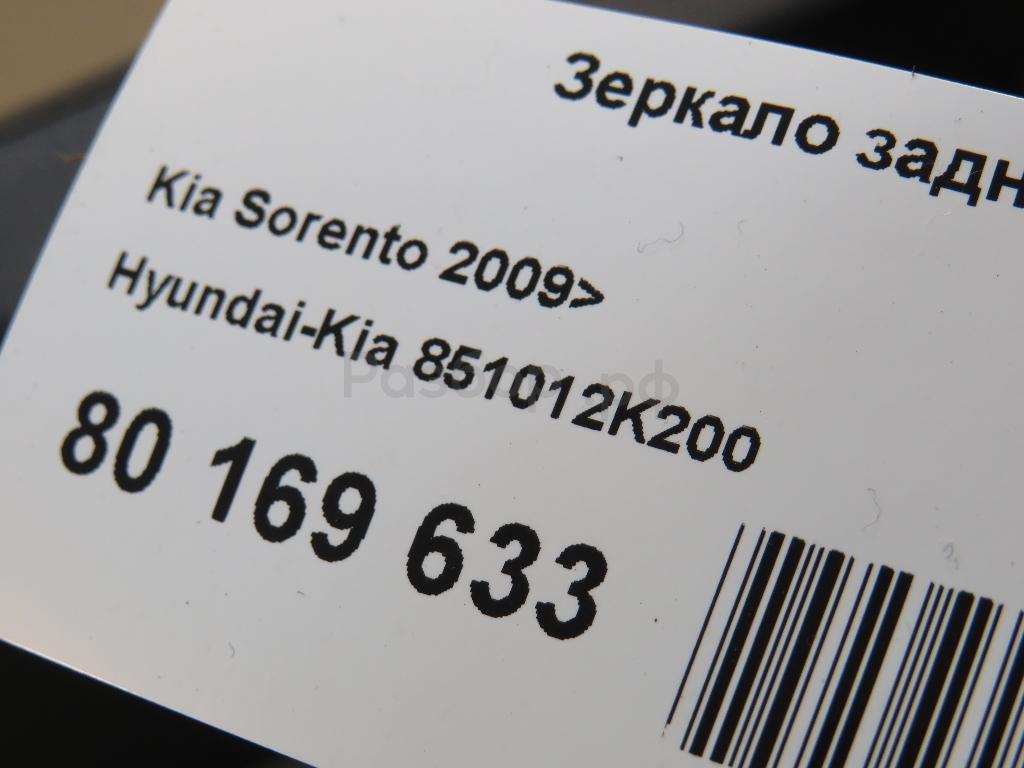 Зеркало задн
Kia Sorento 2009>
Hyundai-Kia 851012K200
80 169 633